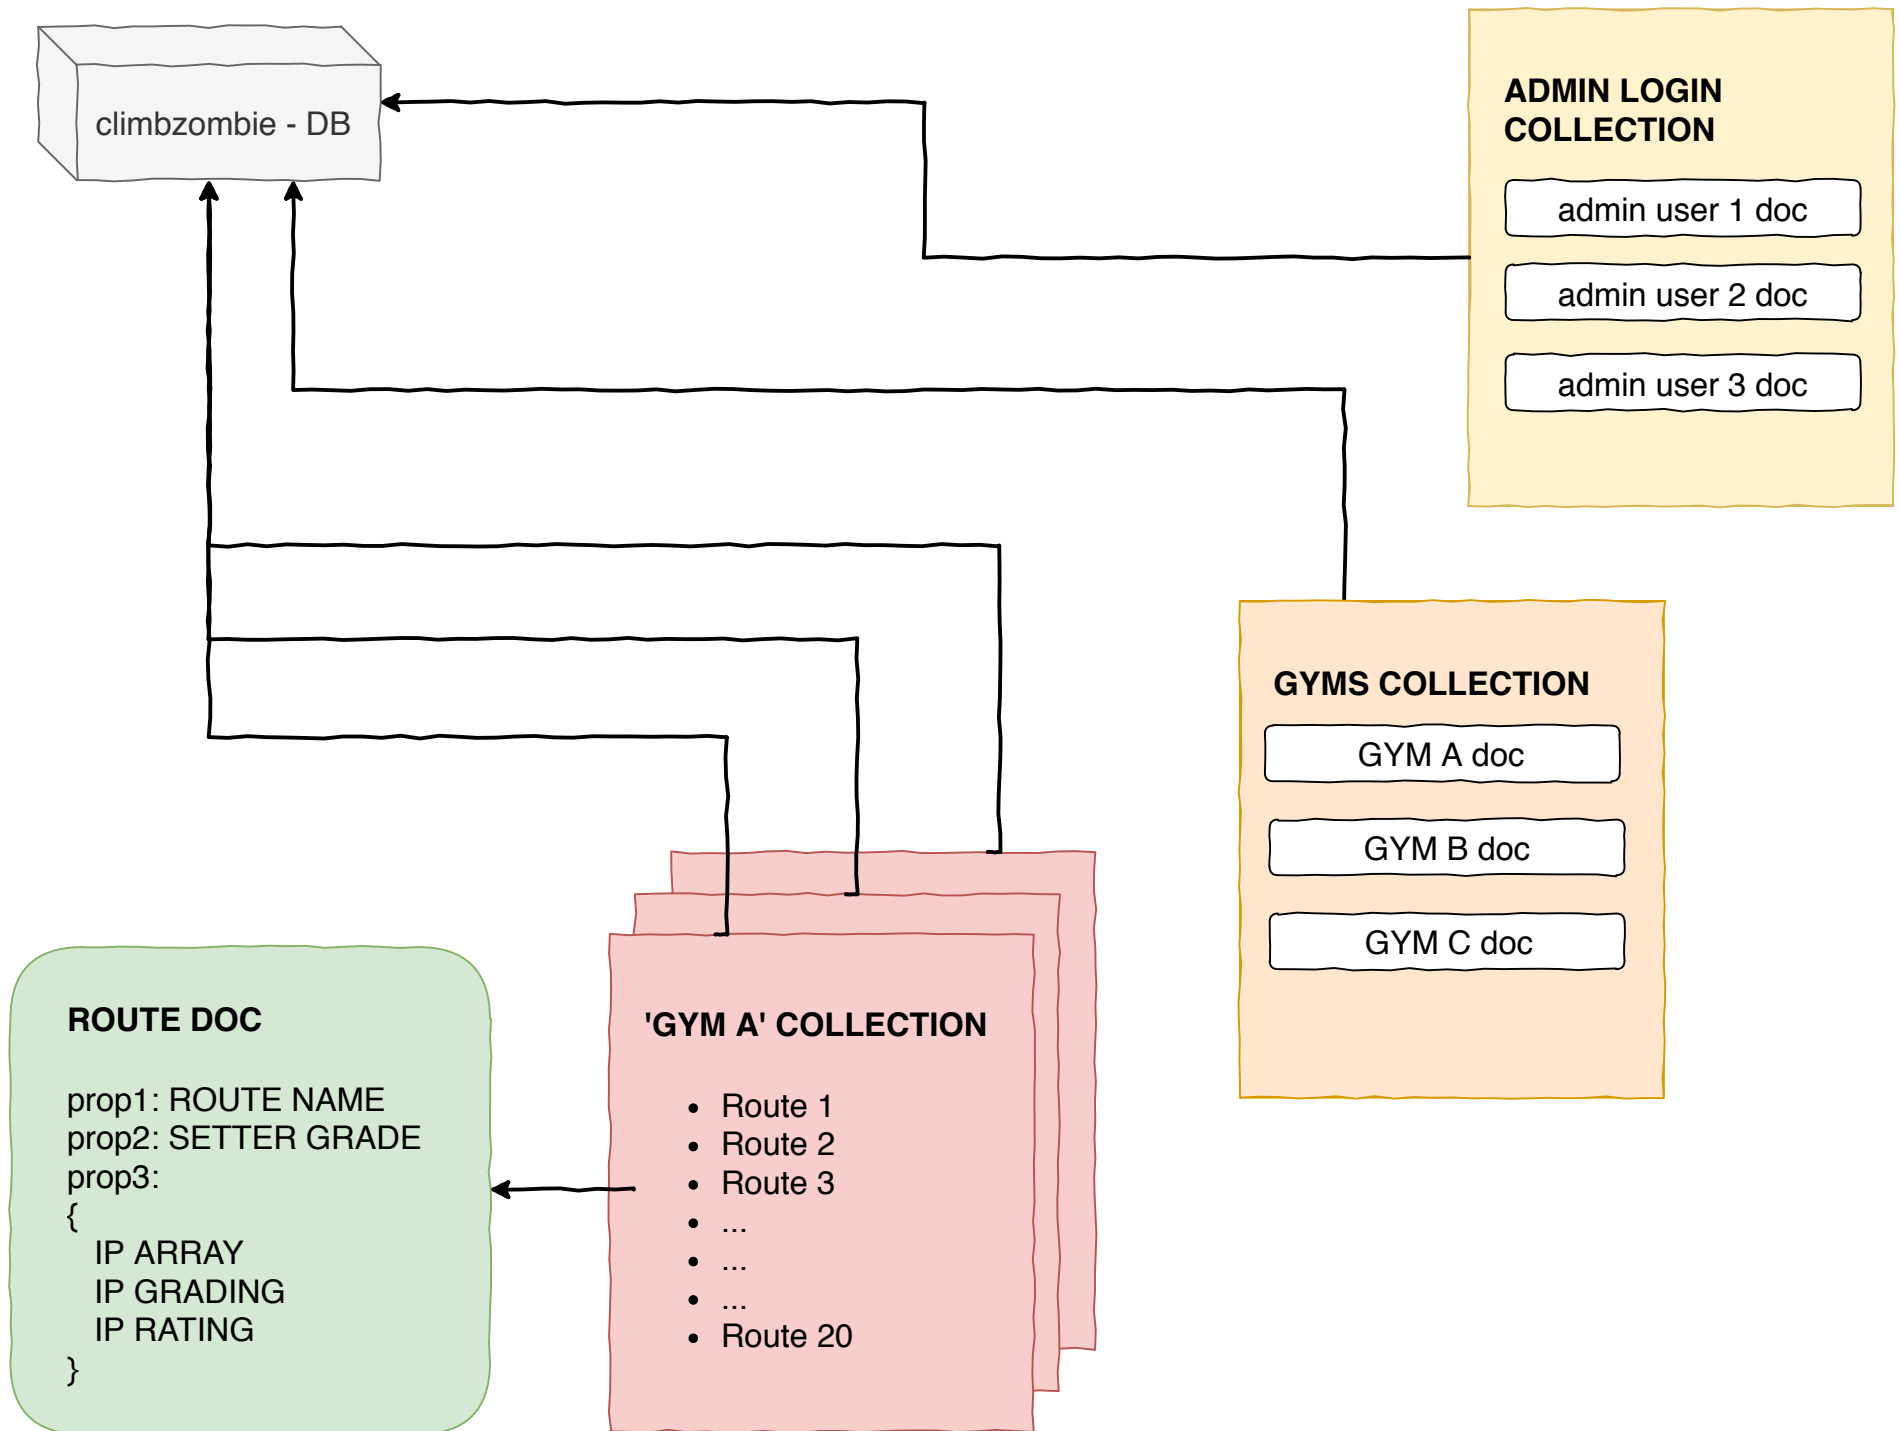 climbzombie - DB
ADMIN LOGIN
COLLECTION
admin user 1 doc
admin user 2 doc
admin user 3 doc
GYMS COLLECTION
GYM A doc
GYM B doc
GYM C doc
'GYM A' COLLECTION
• Route 1
• Route 2
• Route 3
• ...
• ...
• ...
• Route 20
ROUTE DOC
prop1: ROUTE NAME
prop2: SETTER GRADE
prop3:
{
IP ARRAY
IP GRADING
IP RATING
}